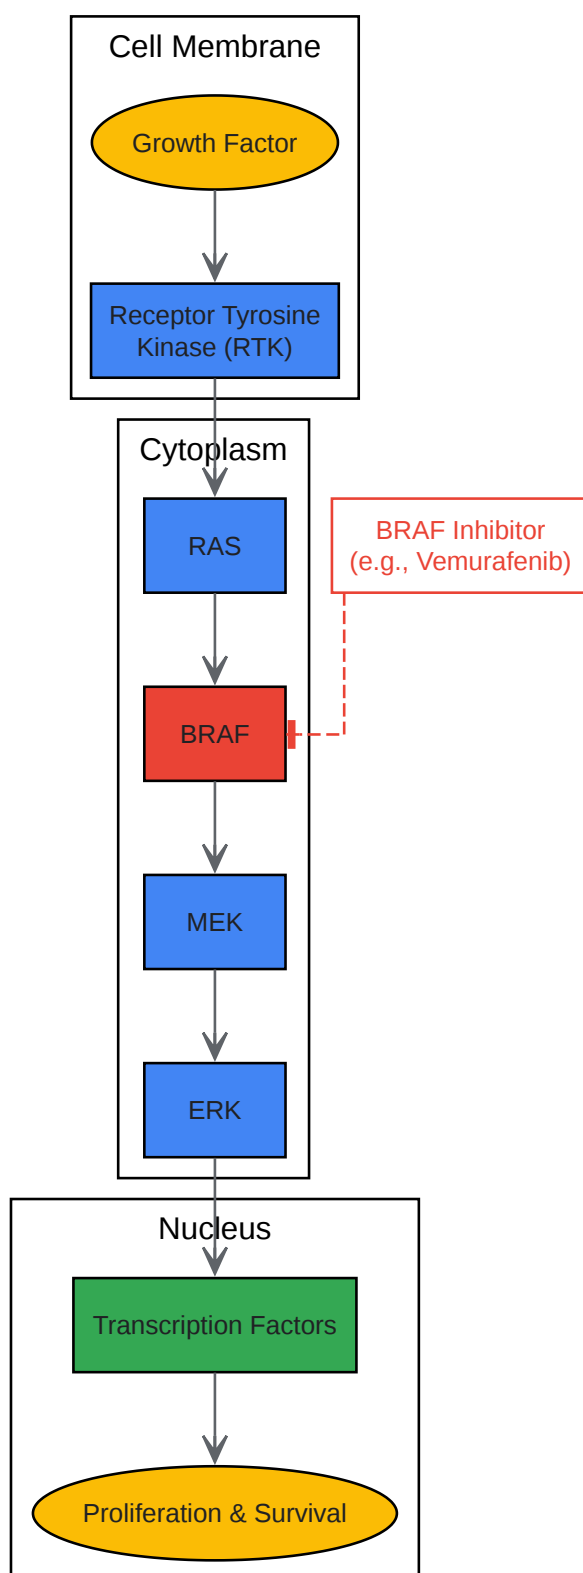 Cell Membrane
Growth Factor
Receptor Tyrosine
Kinase (RTK)
Cytoplasm
RAS
BRAF Inhibitor
(e.g., Vemurafenib)
BRAF
MEK
ERK
Nucleus
Transcription Factors
Proliferation & Survival